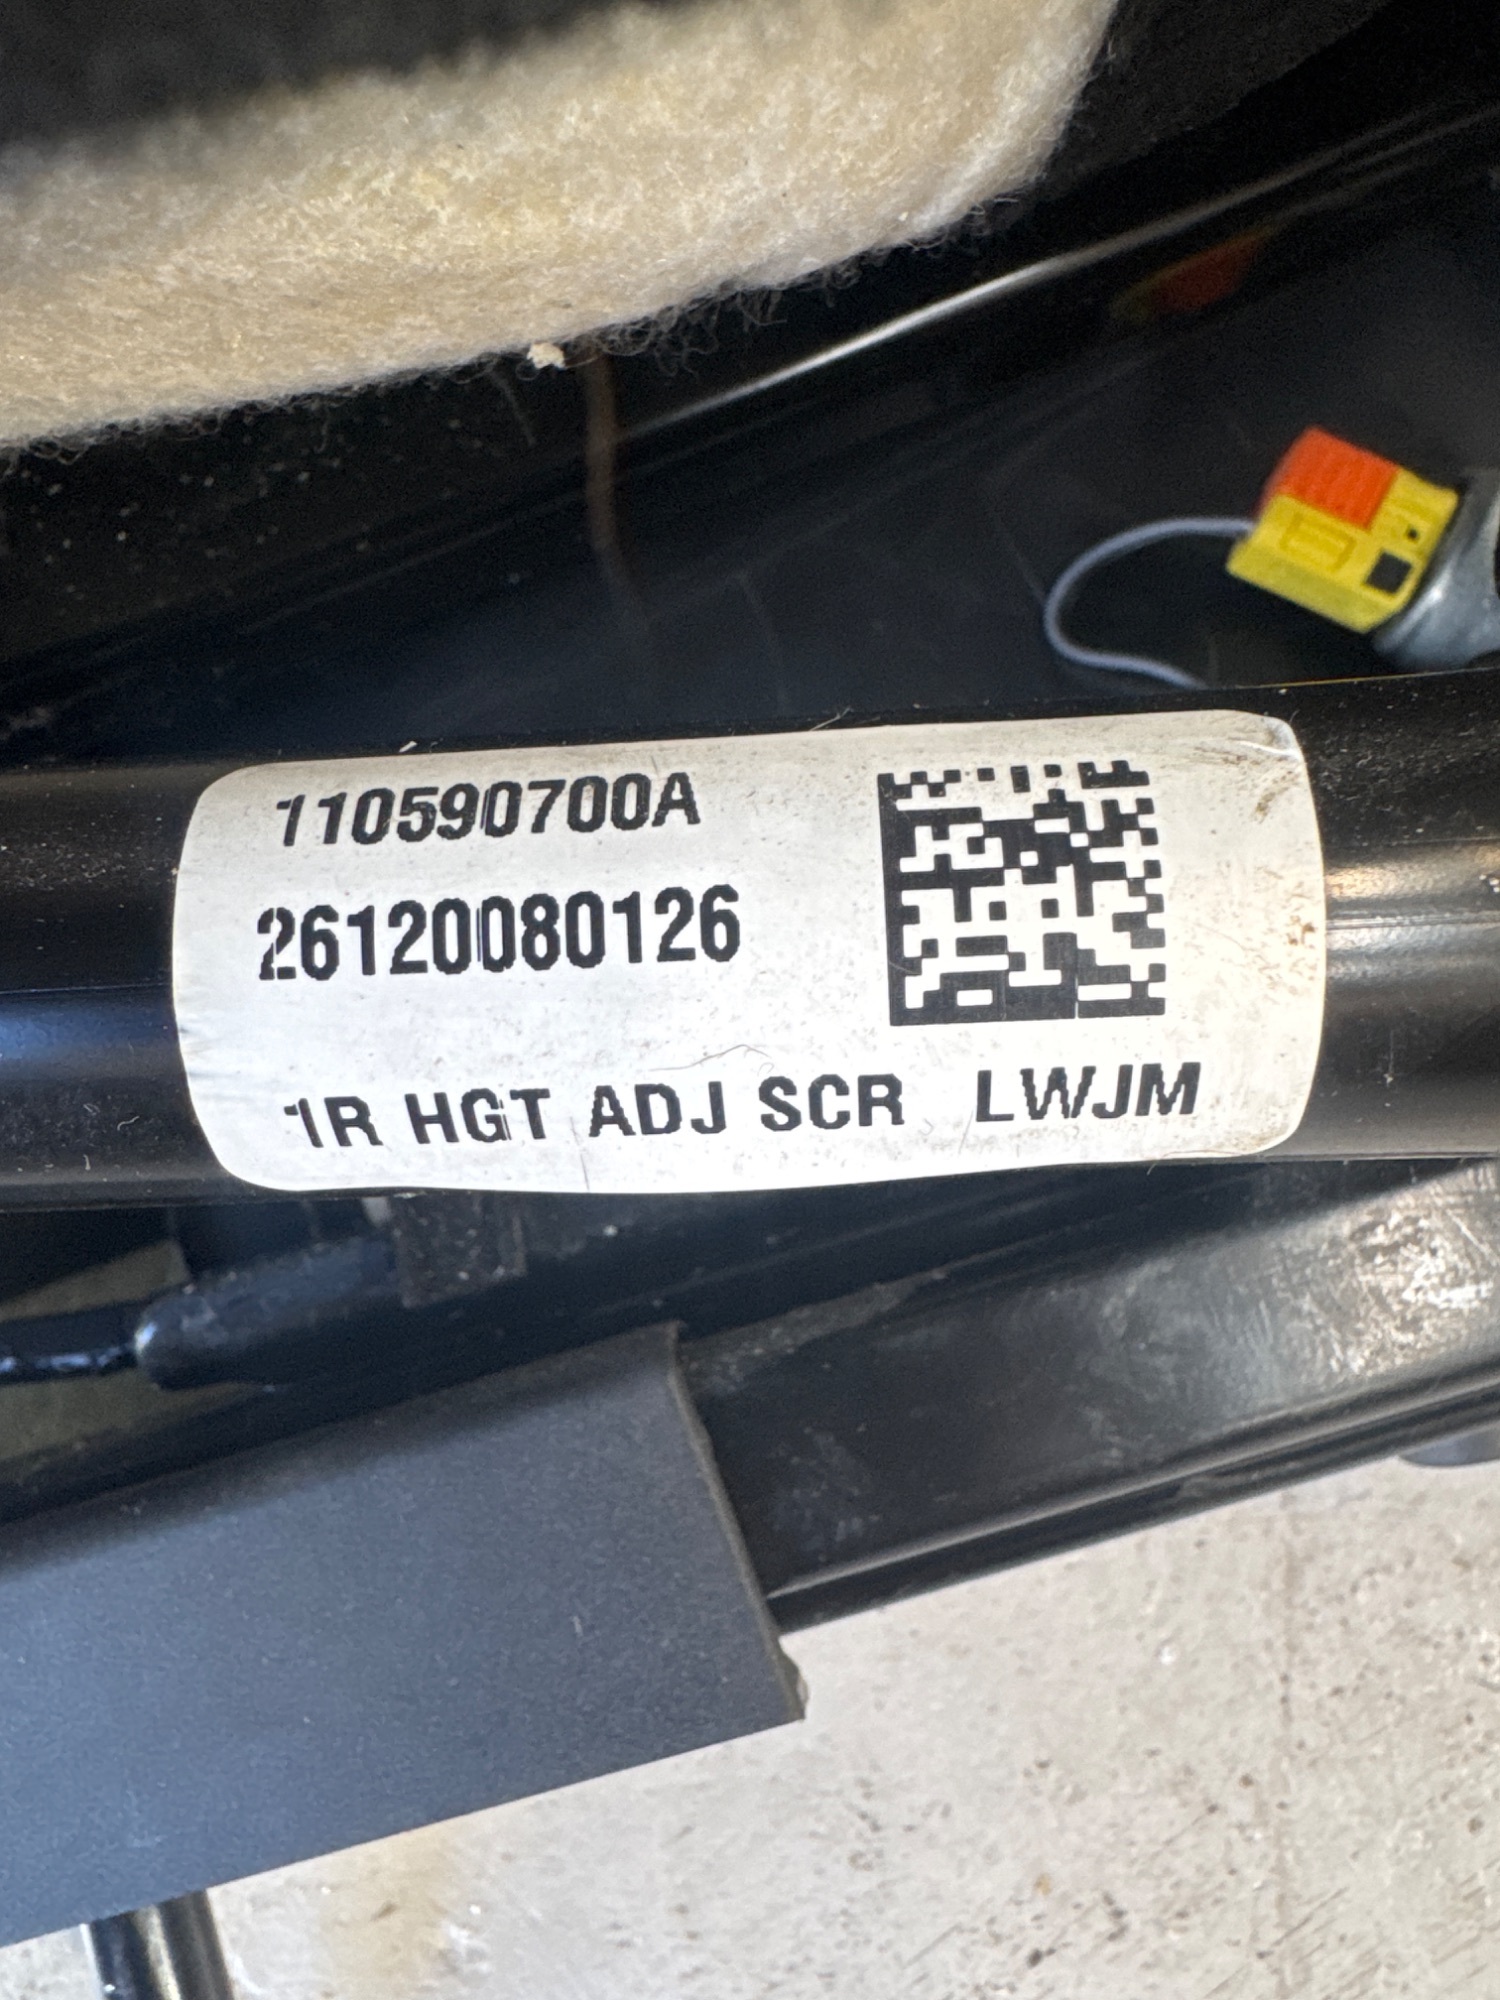 110590700A
26120080126
1R HGT ADJ SCR LWJM